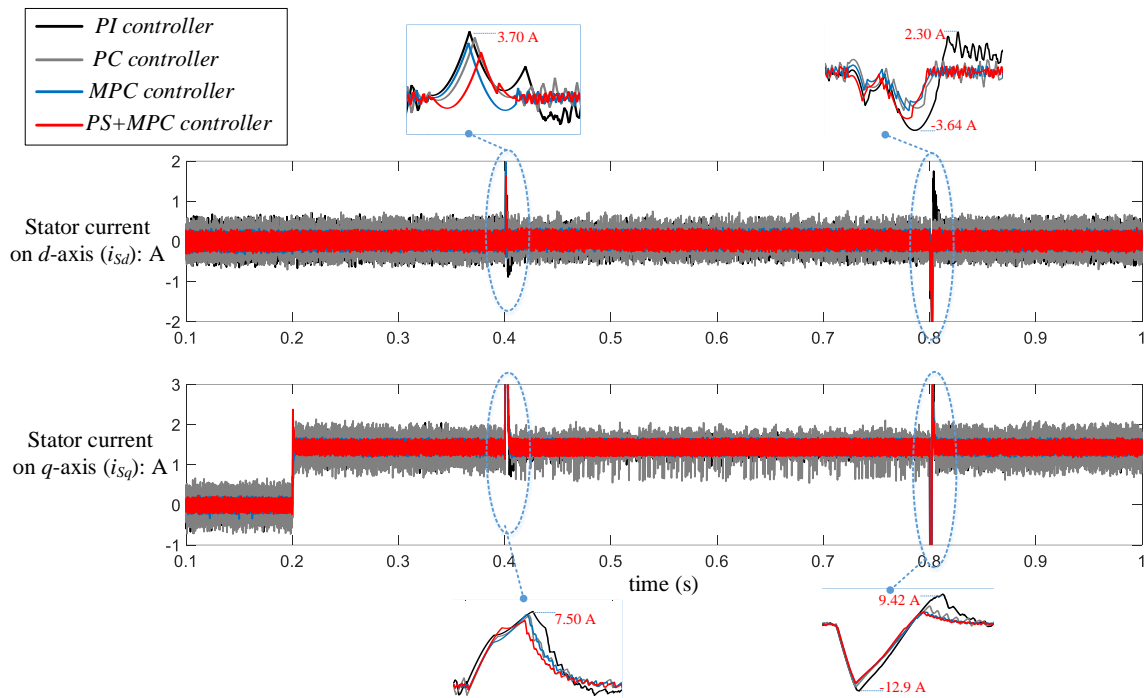 PI controller
PC controller
MPC controller
PS+MPC controller
3.70 A
2.30 A
-3.64 A
Stator current
on d-axis (iSd): A
2
1
0
-1
-2
0.1 0.2 0.3 0.4 0.5 0.6 0.7 0.8 0.9 1
Stator current
on q-axis (iSq): A
3
2
1
0
-1
0.1 0.2 0.3 0.4 0.5 0.6 0.7 0.8 0.9 1
time (s)
7.50 A
9.42 A
-12.9 A